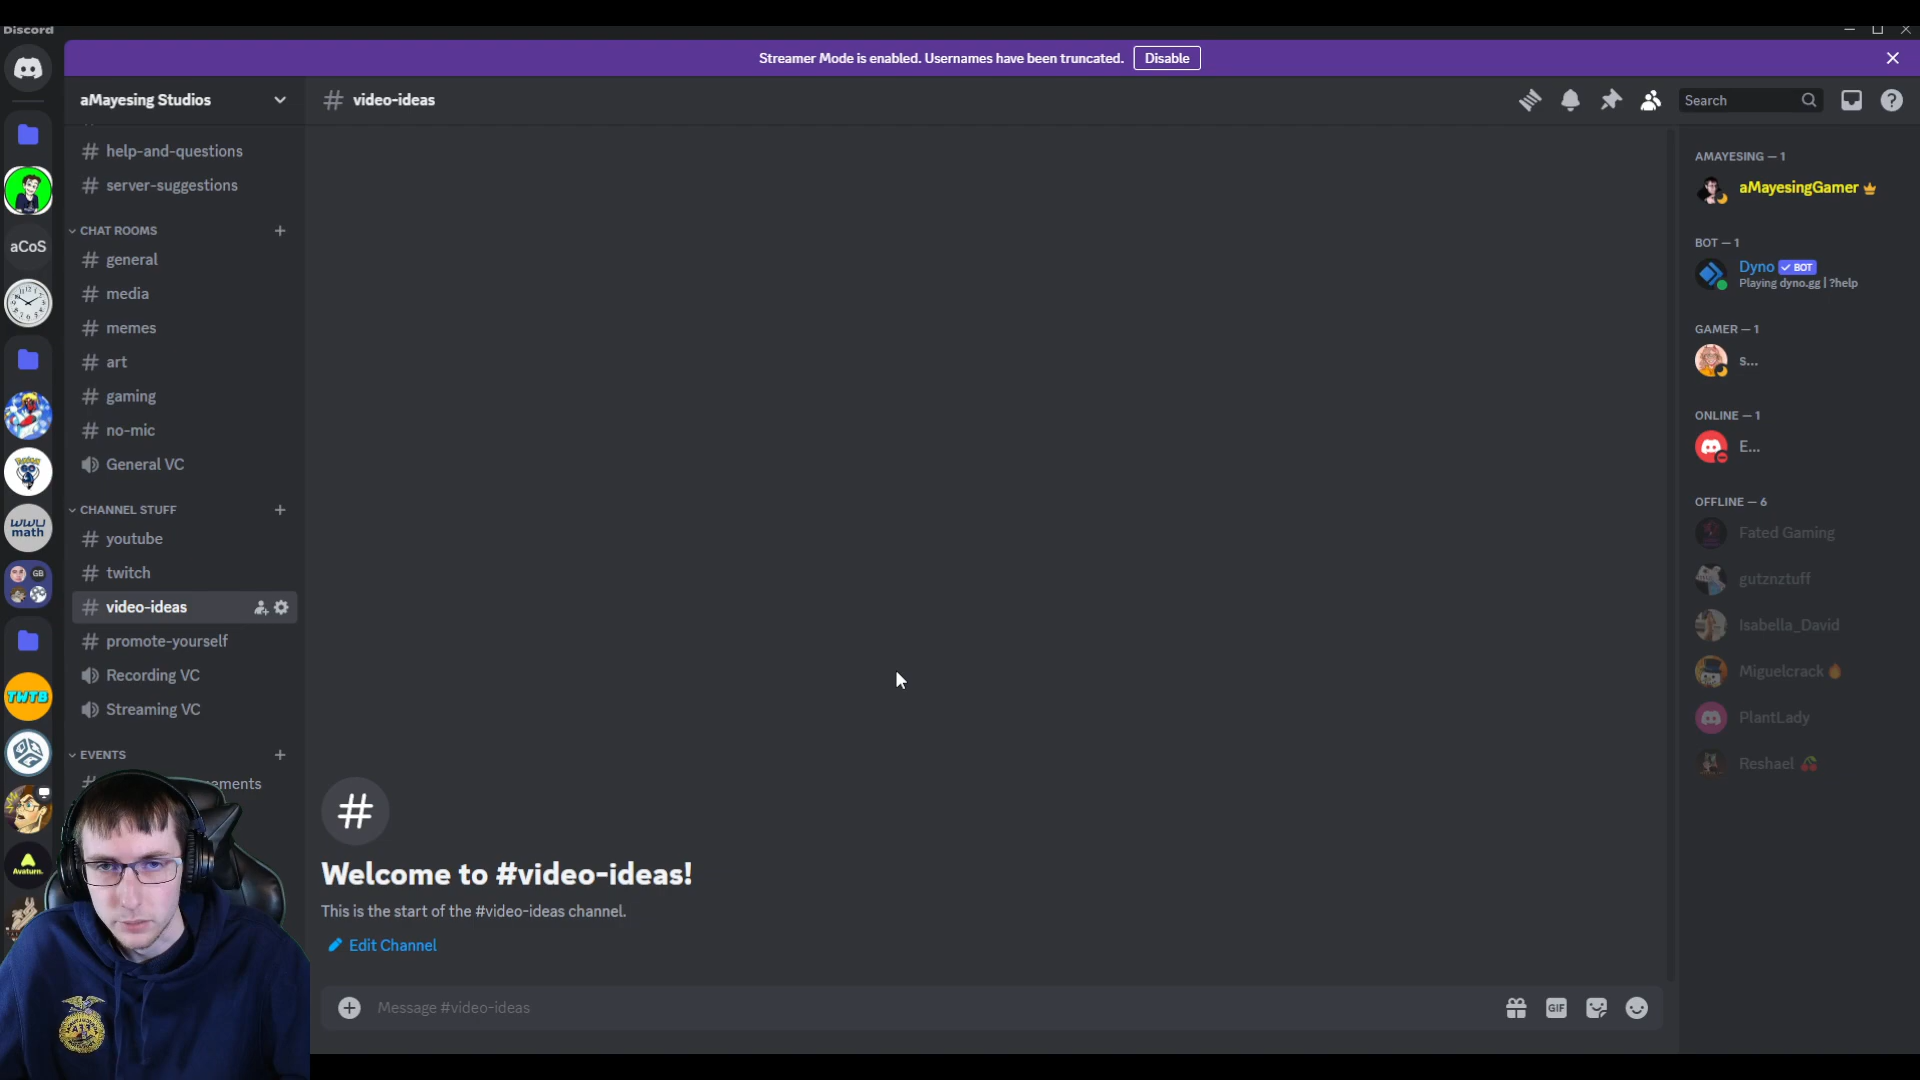 Discord
Streamer Mode is enabled. Usernames have been truncated.
Disable
aMayesing Studios
video-ideas
Search
help-and-questions
server-suggestions
CHAT ROOMS
general
media
memes
art
gaming
no-mic
General VC
CHANNEL STUFF
youtube
twitch
video-ideas
promote-yourself
Recording VC
Streaming VC
EVENTS
ements
aCoS
WWU
math
GB
TWTB
Avaturn.
#
Welcome to #video-ideas!
This is the start of the #video-ideas channel.
Edit Channel
Message #video-ideas
GIF
AMAYESING — 1
aMayesingGamer
BOT — 1
Dyno BOT
Playing dyno.gg | ?help
GAMER — 1
s...
ONLINE — 1
E...
OFFLINE — 6
Fated Gaming
gutznztuff
Isabella_David
Miguelcrack
PlantLady
Reshael